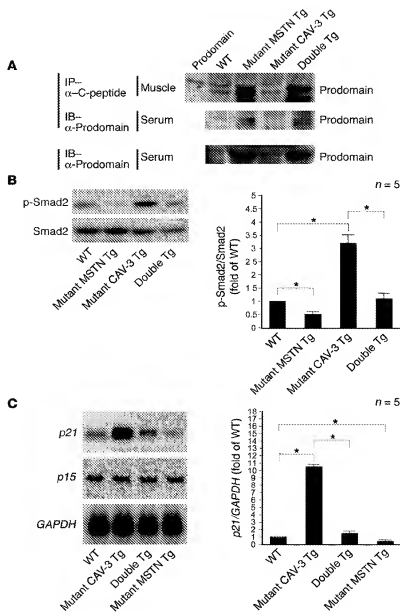 Prodomain
WT
Mutant MSTN Tg
Mutant CAV-3 Tg
Double Tg
A
IP–
α–C-peptide
Muscle
Prodomain
IB–
α-Prodomain
Serum
Prodomain
IB–
α-Prodomain
Serum
Prodomain
B
p-Smad2
Smad2
WT
Mutant MSTN Tg
Mutant CAV-3 Tg
Double Tg
n = 5
p-Smad2/Smad2
(fold of WT)
5
4.5
4
3.5
3
2.5
2
1.5
1
0.5
0
*
*
*
WT
Mutant MSTN Tg
Mutant CAV-3 Tg
Double Tg
C
p21
p15
GAPDH
WT
Mutant CAV-3 Tg
Double Tg
Mutant MSTN Tg
n = 5
p21/GAPDH (fold of WT)
18
16
15
14
13
12
11
10
9
8
7
6
5
4
3
2
1
0
*
*
*
*
WT
Mutant CAV-3 Tg
Double Tg
Mutant MSTN Tg